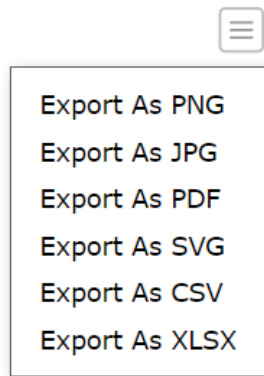 Export As PNG
Export As JPG
Export As PDF
Export As SVG
Export As CSV
Export As XLSX